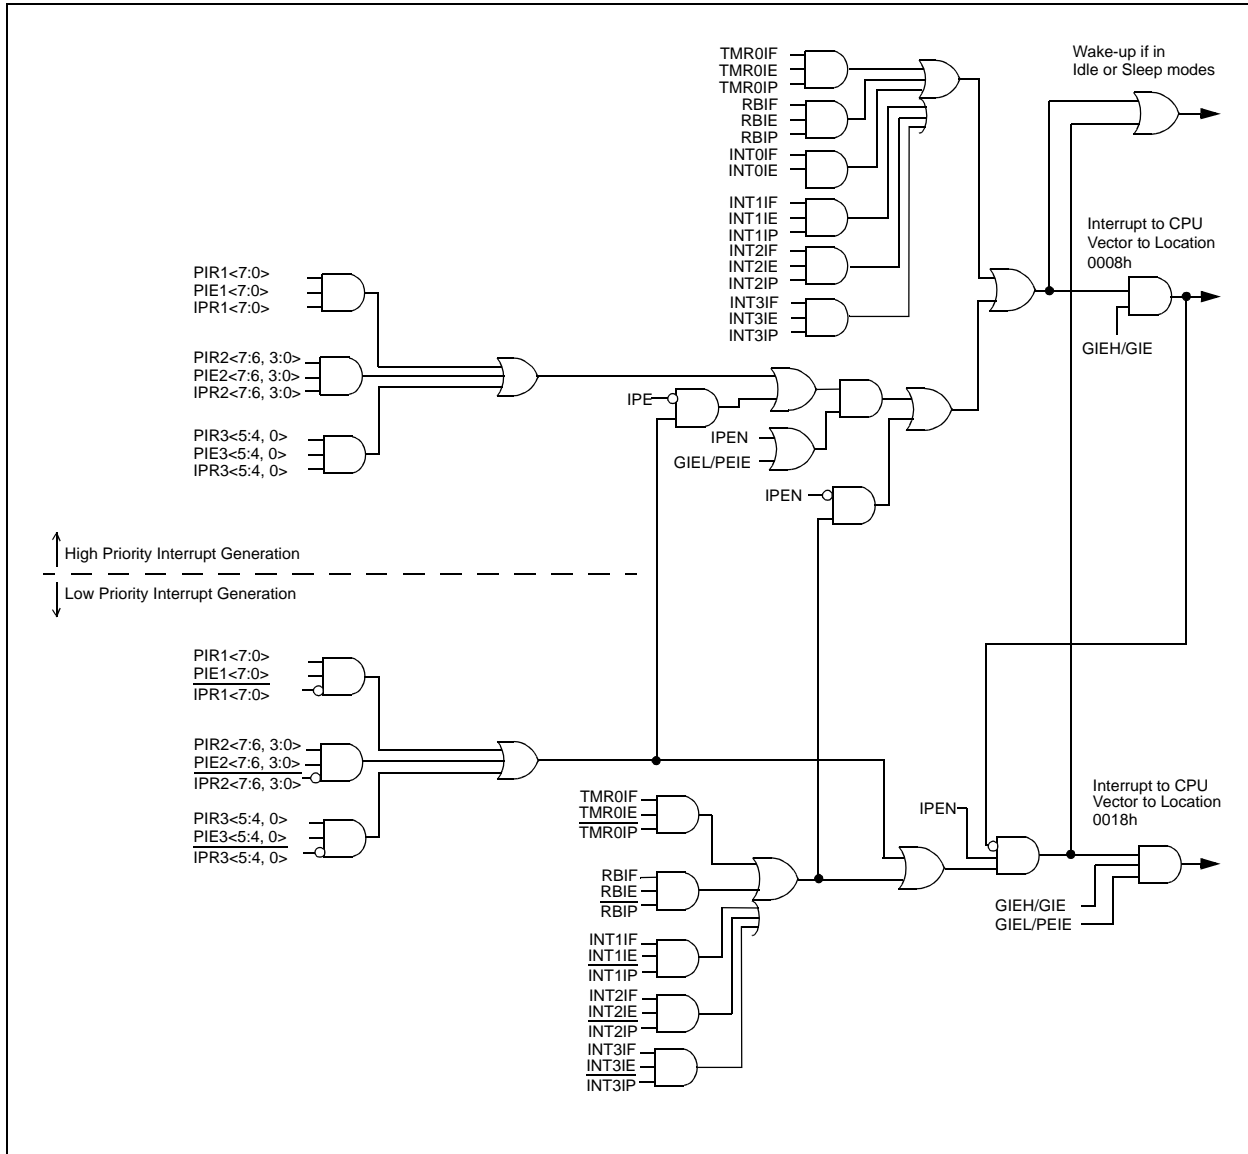 TMR0IF
TMR0IE
TMR0IP
RBIF
RBIE
RBIP
INT0IF
INT0IE
INT1IF
INT1IE
INT1IP
INT2IF
INT2IE
INT2IP
INT3IF
INT3IE
INT3IP
Wake-up if in
Idle or Sleep modes
Interrupt to CPU
Vector to Location
0008h
GIEH/GIE
PIR1<7:0>
PIE1<7:0>
IPR1<7:0>
PIR2<7:6, 3:0>
PIE2<7:6, 3:0>
IPR2<7:6, 3:0>
PIR3<5:4, 0>
PIE3<5:4, 0>
IPR3<5:4, 0>
IPE
IPEN
GIEL/PEIE
IPEN
High Priority Interrupt Generation
Low Priority Interrupt Generation
PIR1<7:0>
PIE1<7:0>
IPR1<7:0>
PIR2<7:6, 3:0>
PIE2<7:6, 3:0>
IPR2<7:6, 3:0>
PIR3<5:4, 0>
PIE3<5:4, 0>
IPR3<5:4, 0>
TMR0IF
TMR0IE
TMR0IP
RBIF
RBIE
RBIP
INT1IF
INT1IE
INT1IP
INT2IF
INT2IE
INT2IP
INT3IF
INT3IE
INT3IP
IPEN
Interrupt to CPU
Vector to Location
0018h
GIEH/GIE
GIEL/PEIE